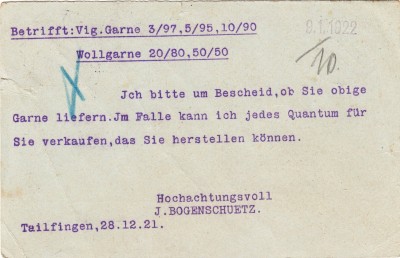 Betrifft:Vig.Garne 3/97,5/95,10/90
9.1.1922
Wollgarne 20/80,50/50
10.
Jch bitte um Bescheid,ob Sie obige
Garne liefern.Jm Falle kann ich jedes Quantum für
Sie verkaufen,das Sie herstellen können.
Hochachtungsvoll
J.BOGENSCHUETZ.
Tailfingen,28.12.21.